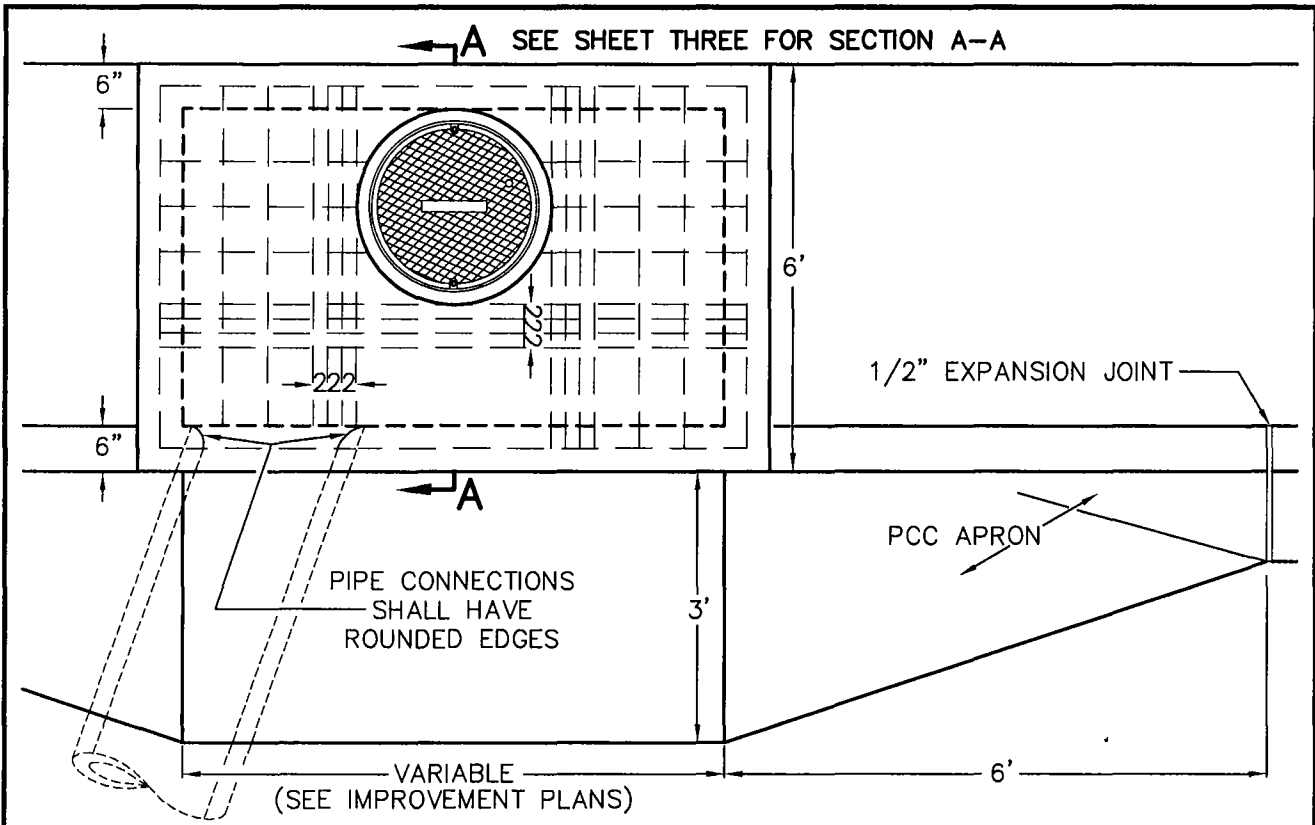 A SEE SHEET THREE FOR SECTION A-A
6"
6'
222
222
1/2" EXPANSION JOINT
6"
A
PCC APRON
PIPE CONNECTIONS
SHALL HAVE
ROUNDED EDGES
3'
VARIABLE
(SEE IMPROVEMENT PLANS)
6'